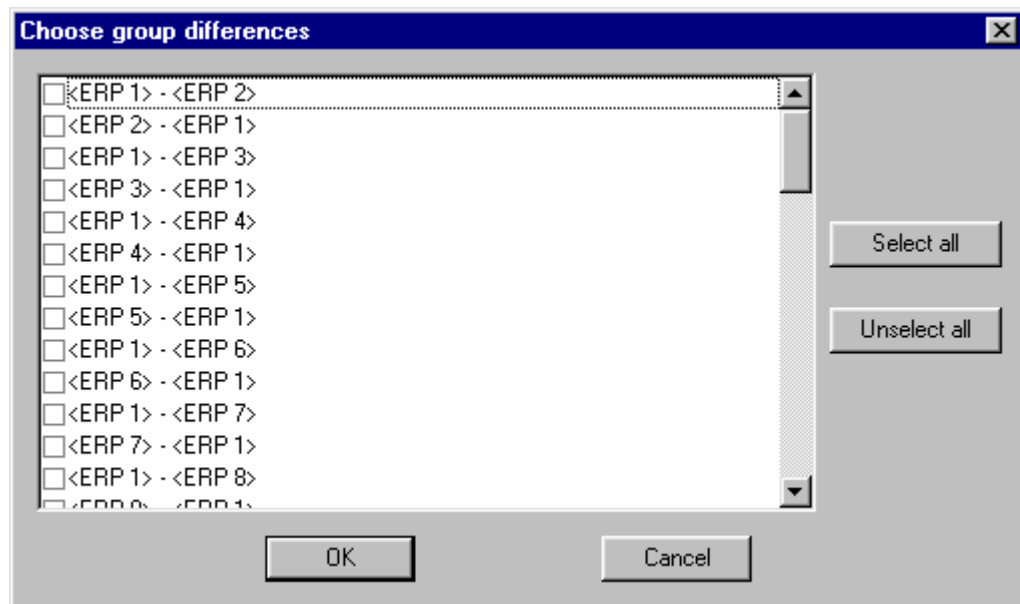 Choose group differences
<ERP 1> - <ERP 2>
<ERP 2> - <ERP 1>
<ERP 1> - <ERP 3>
<ERP 3> - <ERP 1>
<ERP 1> - <ERP 4>
<ERP 4> - <ERP 1>
<ERP 1> - <ERP 5>
<ERP 5> - <ERP 1>
<ERP 1> - <ERP 6>
<ERP 6> - <ERP 1>
<ERP 1> - <ERP 7>
<ERP 7> - <ERP 1>
<ERP 1> - <ERP 8>
Select all
Unselect all
OK
Cancel